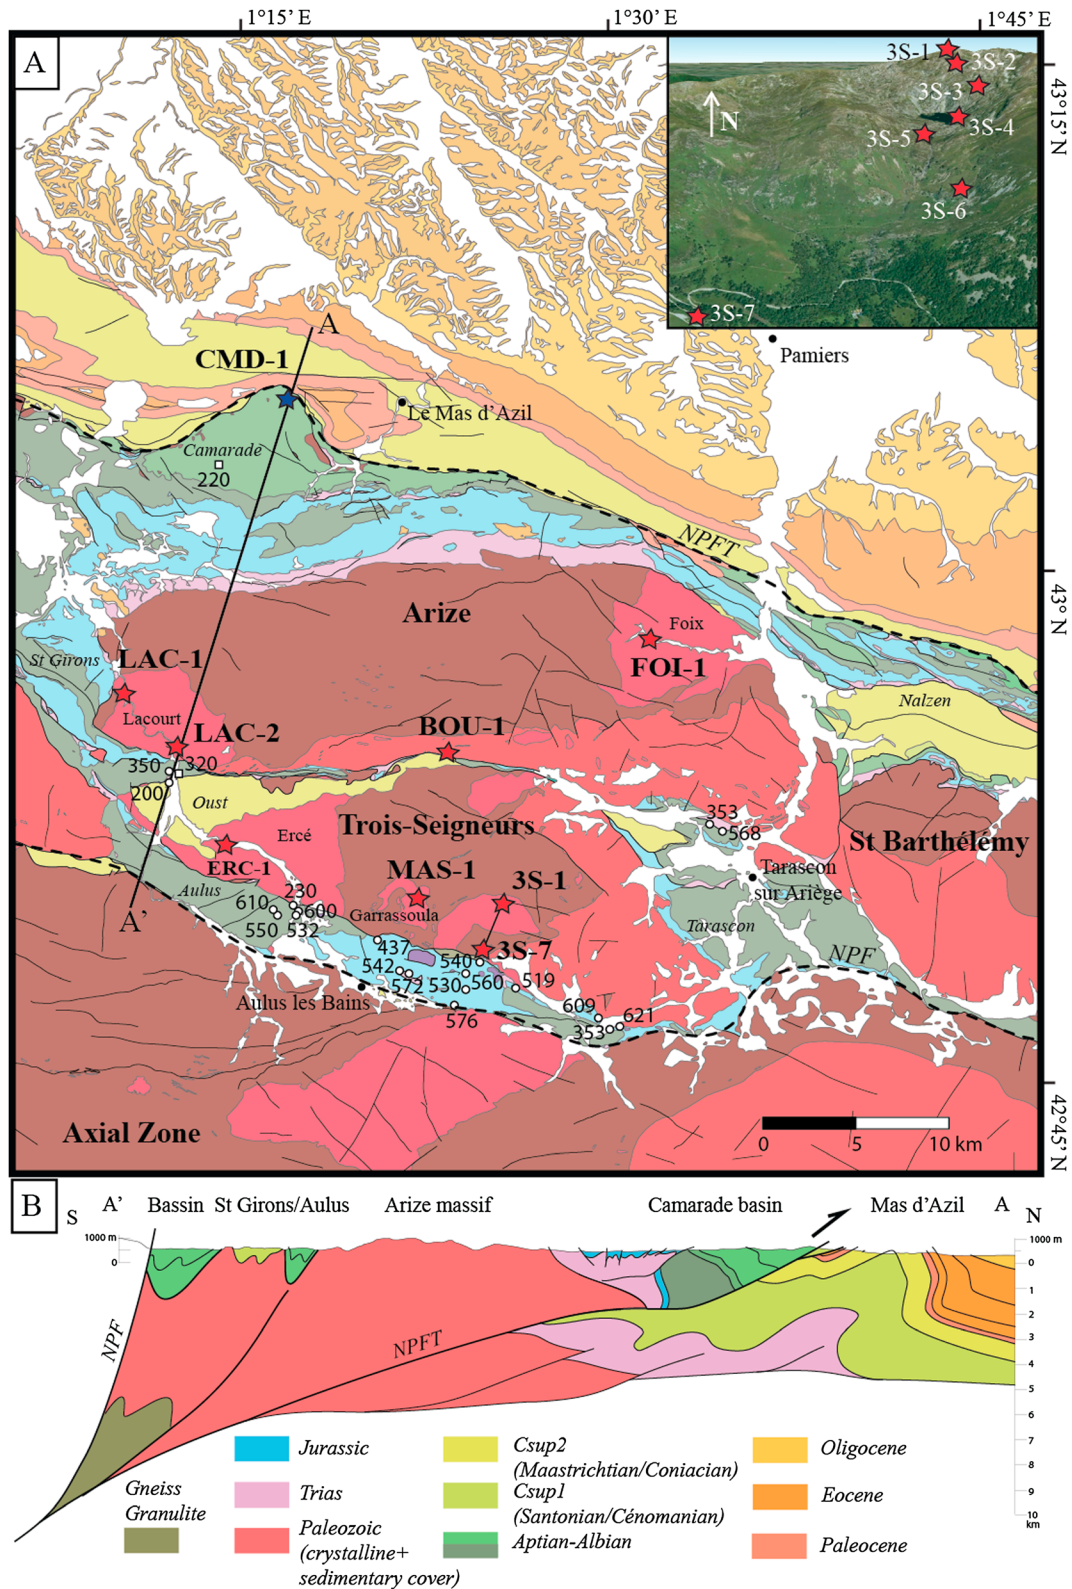 1°15' E
1°30' E
1°45' E
A
3S-1
3S-2
3S-3
3S-4
3S-5
3S-6
3S-7
N
43°15' N
Pamiers
A
CMD-1
Le Mas d'Azil
Camarade
220
NPFT
43° N
Arize
Foix
FOI-1
St Girons
LAC-1
Lacourt
LAC-2
BOU-1
Nalzen
350
320
200
Oust
Ercé
ERC-1
Trois-Seigneurs
353
568
St Barthélémy
MAS-1
3S-1
Tarascon
sur Ariège
Aulus
230
610
600
550
532
Garrassoula
A'
437
3S-7
Tarascon
NPF
542
540
572
530
560
519
Aulus les Bains
576
609
621
353
Axial Zone
0
5
10 km
42°45' N
B
S
A'
Bassin
St Girons/Aulus
Arize massif
Camarade basin
Mas d'Azil
A
N
1000 m
0
1000 m
0
1
2
3
4
5
6
7
8
9
10
km
NPF
NPFT
Gneiss
Granulite
Jurassic
Trias
Paleozoic
(crystalline+
sedimentary cover)
Csup2
(Maastrichtian/Coniacian)
Csup1
(Santonian/Cénomanian)
Aptian-Albian
Oligocene
Eocene
Paleocene